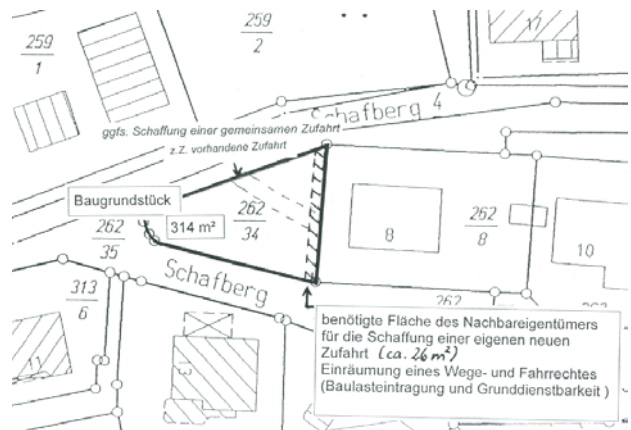 259
1
259
2
17
Schafberg 4
ggfs. Schaffung einer gemeinsamen Zufahrt
z.Z. vorhandene Zufahrt
Baugrundstück
314 m²
262
34
262
35
262
8
8
10
Schafberg
313
6
11
3
262
benötigte Fläche des Nachbareigentümers
für die Schaffung einer eigenen neuen
Zufahrt (ca. 26 m²)
Einräumung eines Wege- und Fahrrechtes
(Baulasteintragung und Grunddienstbarkeit )